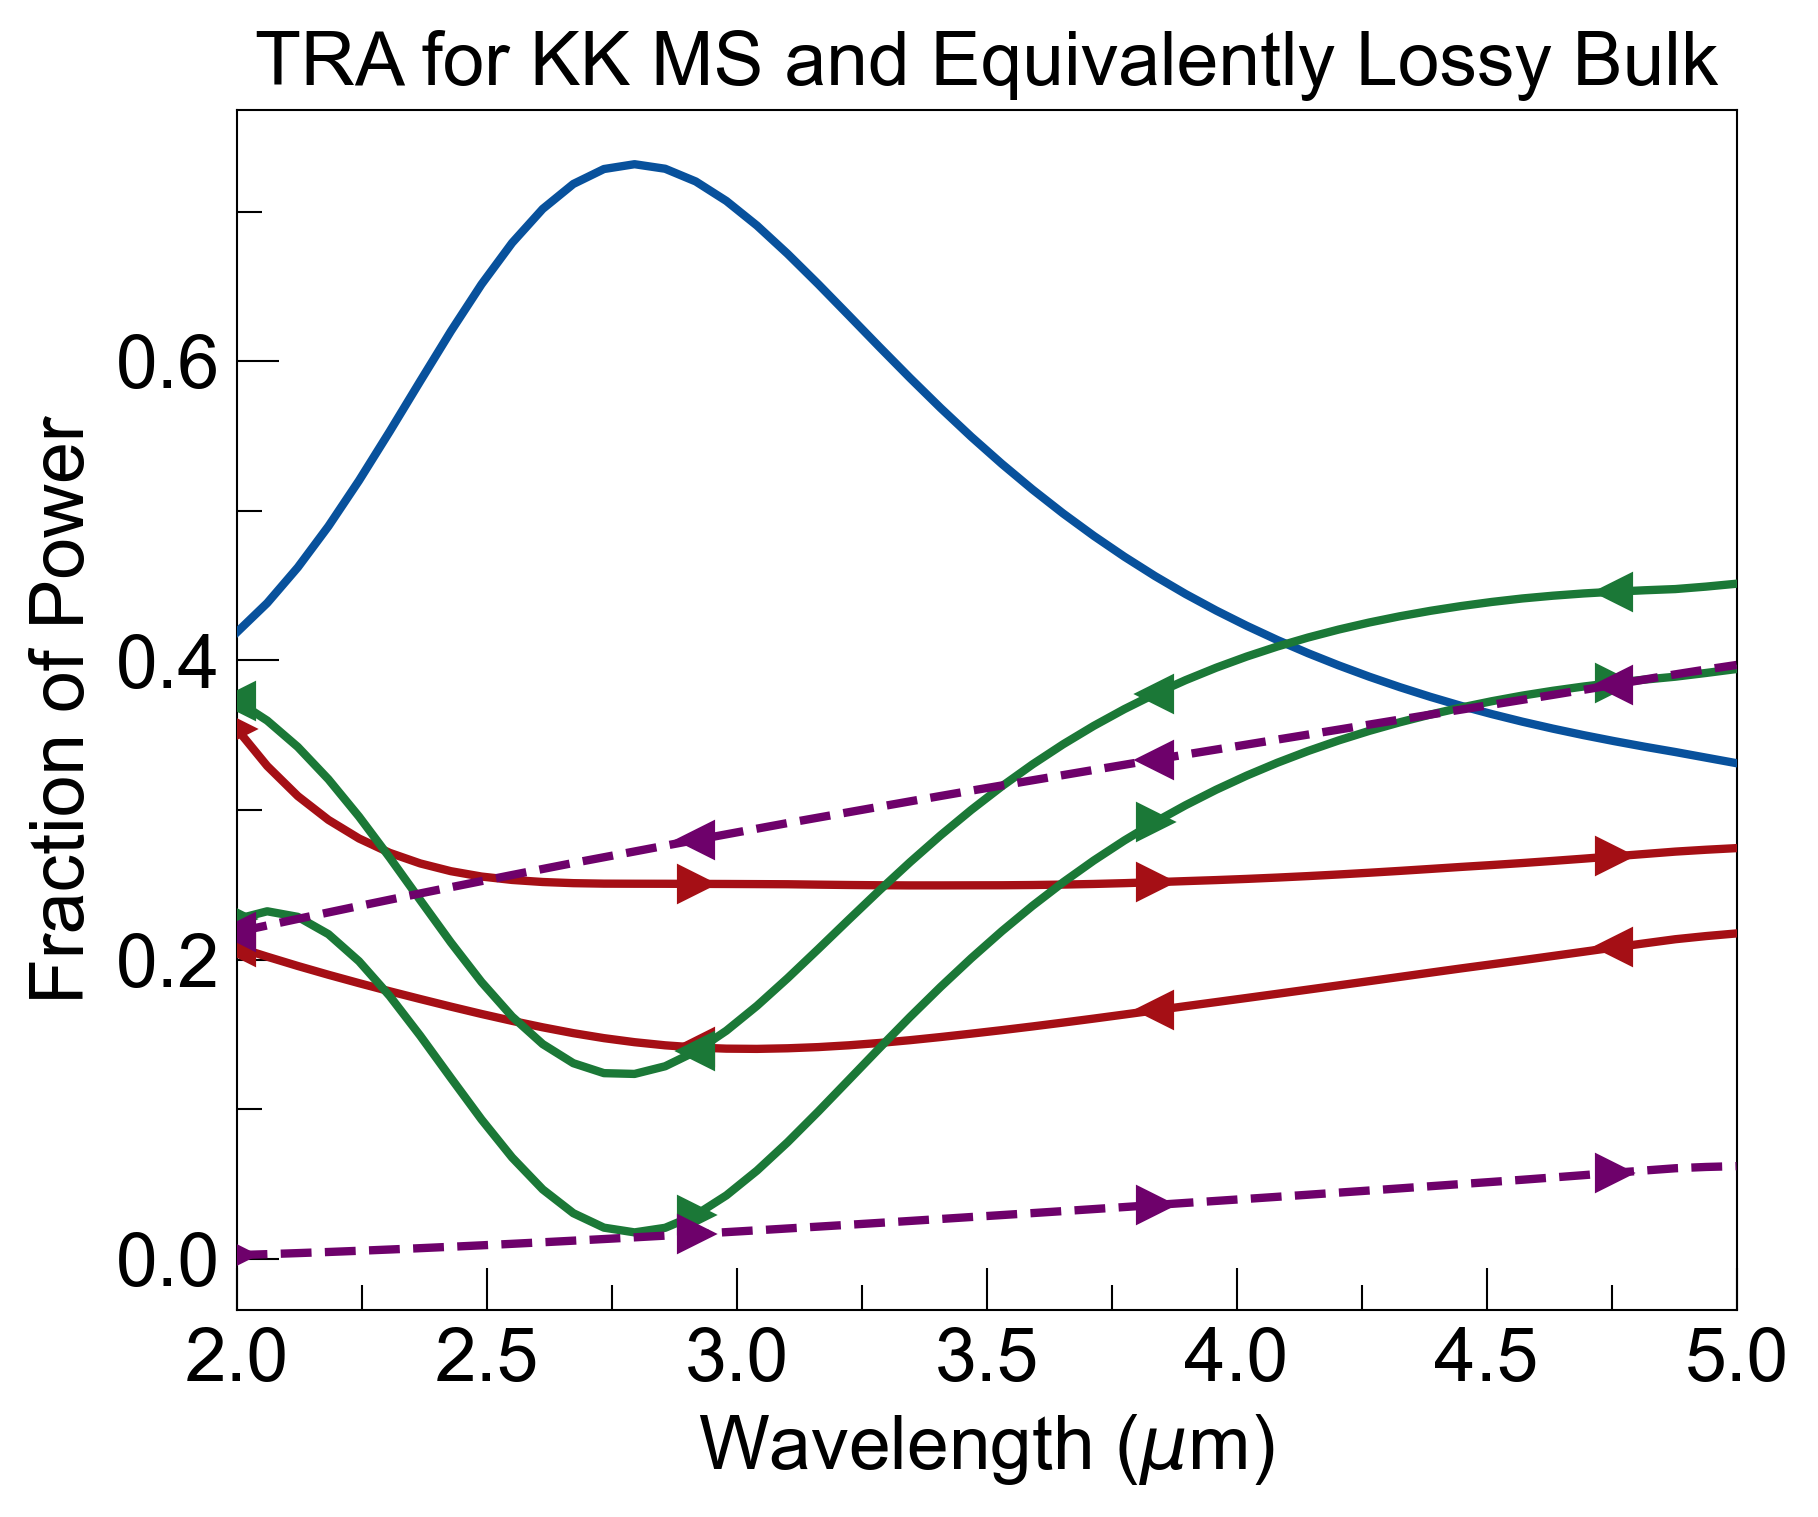 TRA for KK MS and Equivalently Lossy Bulk
Fraction of Power
0.6
0.4
0.2
0.0
2.0 2.5 3.0 3.5 4.0 4.5 5.0
Wavelength (μm)